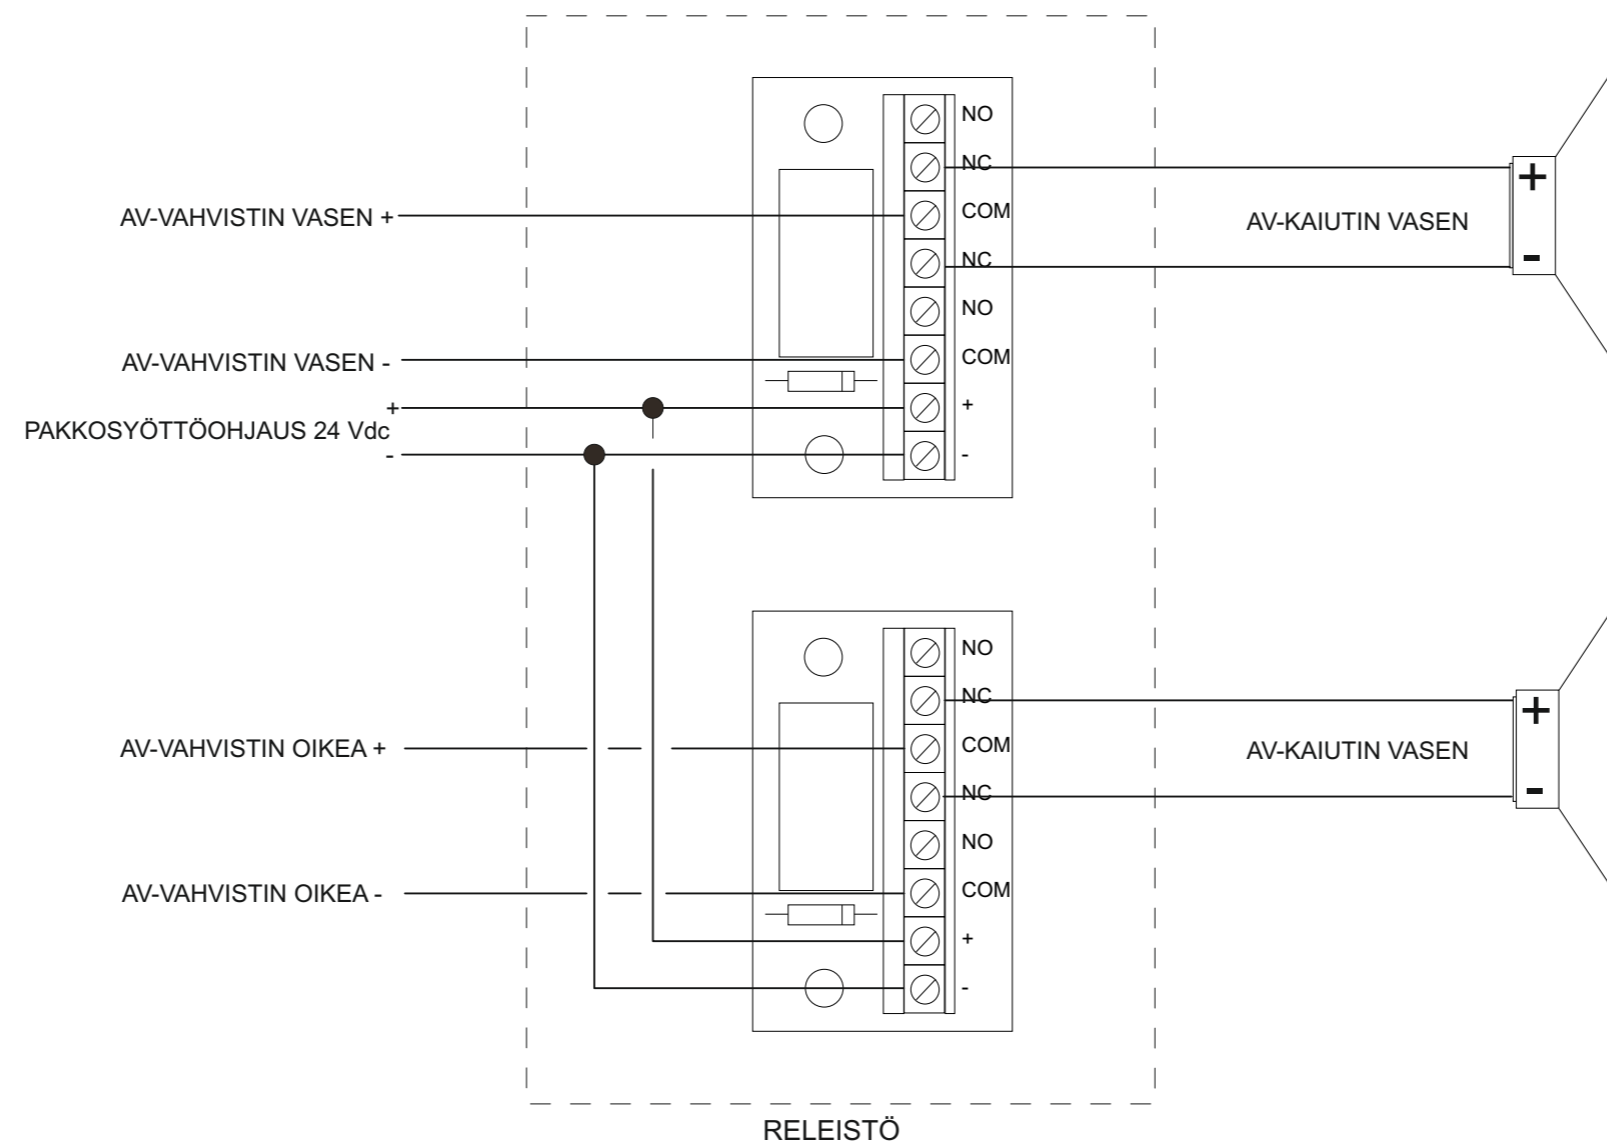 NO
NC
AV-VAHVISTIN VASEN +
COM
AV-KAIUTIN VASEN
+
-
NC
NO
AV-VAHVISTIN VASEN -
COM
+
+
PAKKOSYÖTTÖOHJAUS 24 Vdc
-
-
NO
NC
AV-VAHVISTIN OIKEA +
COM
AV-KAIUTIN VASEN
+
-
NC
NO
AV-VAHVISTIN OIKEA -
COM
+
-
RELEISTÖ